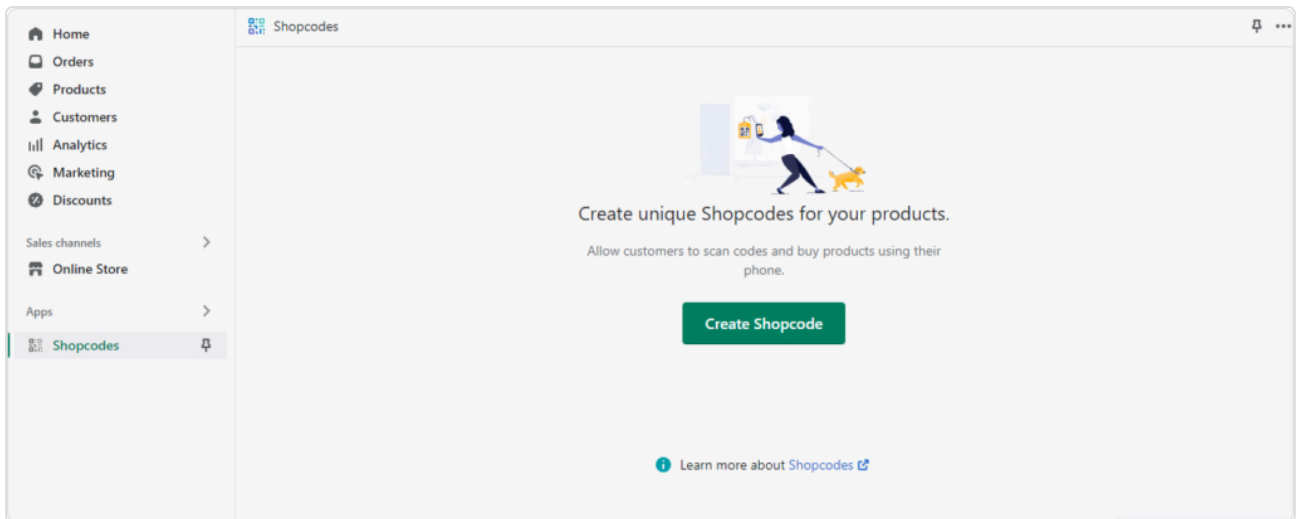 Home
Orders
Products
Customers
Analytics
Marketing
Discounts
Sales channels
Online Store
Apps
Shopcodes
Shopcodes
Create unique Shopcodes for your products.
Allow customers to scan codes and buy products using their
phone.
Create Shopcode
Learn more about Shopcodes